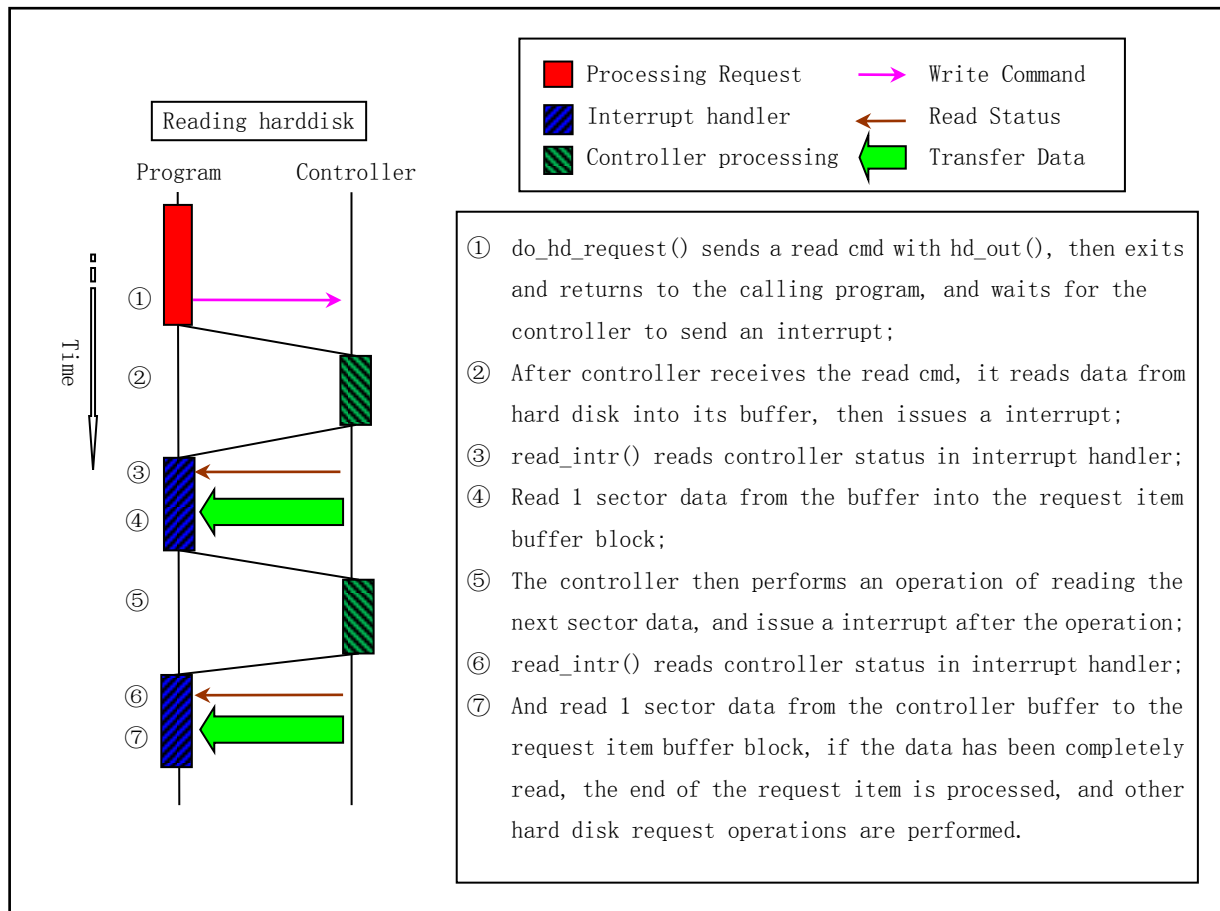 Processing Request
Write Command
Reading harddisk
Interrupt handler
Read Status
Controller processing
Transfer Data
Program
Controller
Time
①
②
③
④
⑤
⑥
⑦
① do_hd_request() sends a read cmd with hd_out(), then exits
and returns to the calling program, and waits for the
controller to send an interrupt;
② After controller receives the read cmd, it reads data from
hard disk into its buffer, then issues a interrupt;
③ read_intr() reads controller status in interrupt handler;
④ Read 1 sector data from the buffer into the request item
buffer block;
⑤ The controller then performs an operation of reading the
next sector data, and issue a interrupt after the operation;
⑥ read_intr() reads controller status in interrupt handler;
⑦ And read 1 sector data from the controller buffer to the
request item buffer block, if the data has been completely
read, the end of the request item is processed, and other
hard disk request operations are performed.